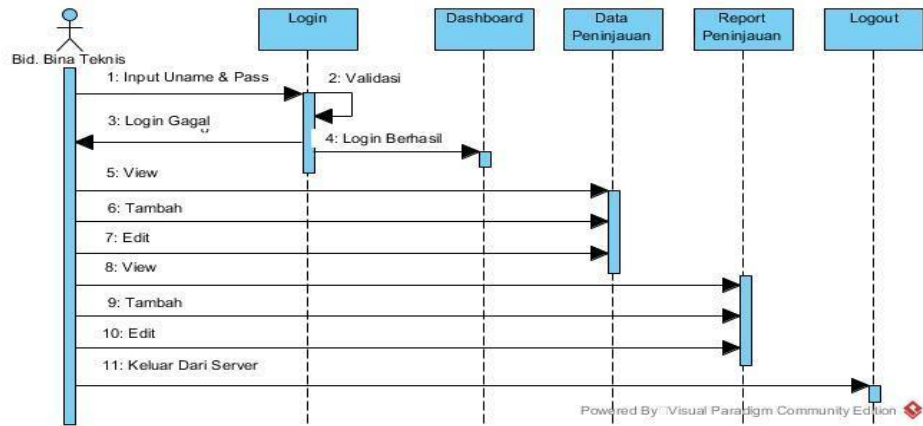 Login
Dashboard
Data
Peninjauan
Report
Peninjauan
Logout
Bid. Bina Teknis
1: Input Uname & Pass
2: Validasi
3: Login Gagal
4: Login Berhasil
5: View
6: Tambah
7: Edit
8: View
9: Tambah
10: Edit
11: Keluar Dari Server
Powered By Visual Paradigm Community Edition